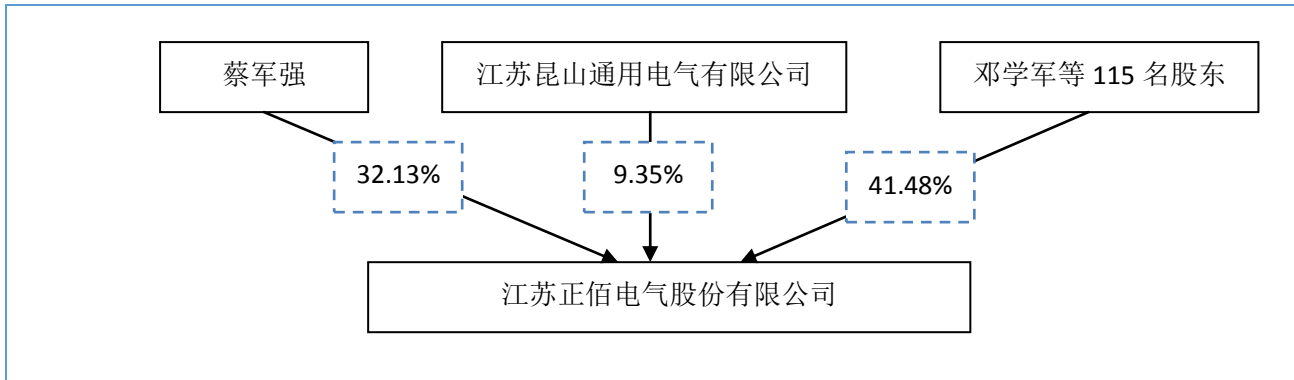 蔡军强
江苏昆山通用电气有限公司
邓学军等 115 名股东
32.13%
9.35%
41.48%
江苏正佰电气股份有限公司